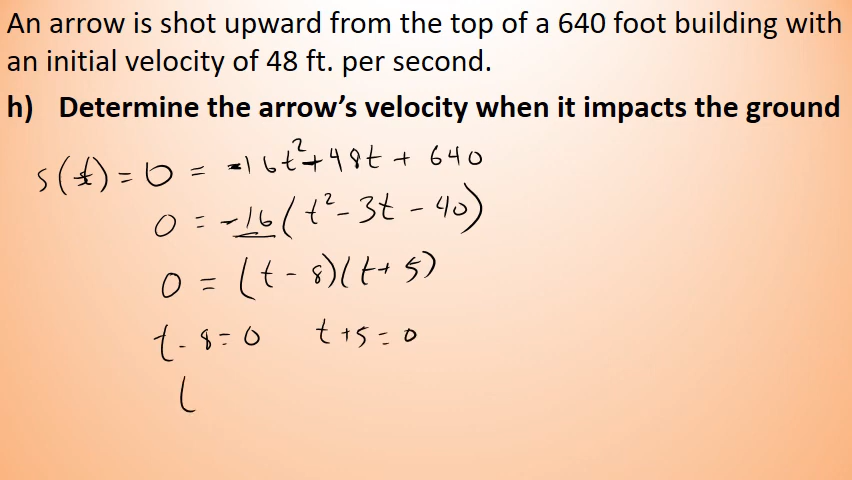 An arrow is shot upward from the top of a 640 foot building with
an initial velocity of 48 ft. per second.
h) Determine the arrow's velocity when it impacts the ground
s(t) = 0 = -16t² + 48t + 640
0 = -16(t² - 3t - 40)
0 = (t - 8)(t + 5)
t - 8 = 0 t + 5 = 0